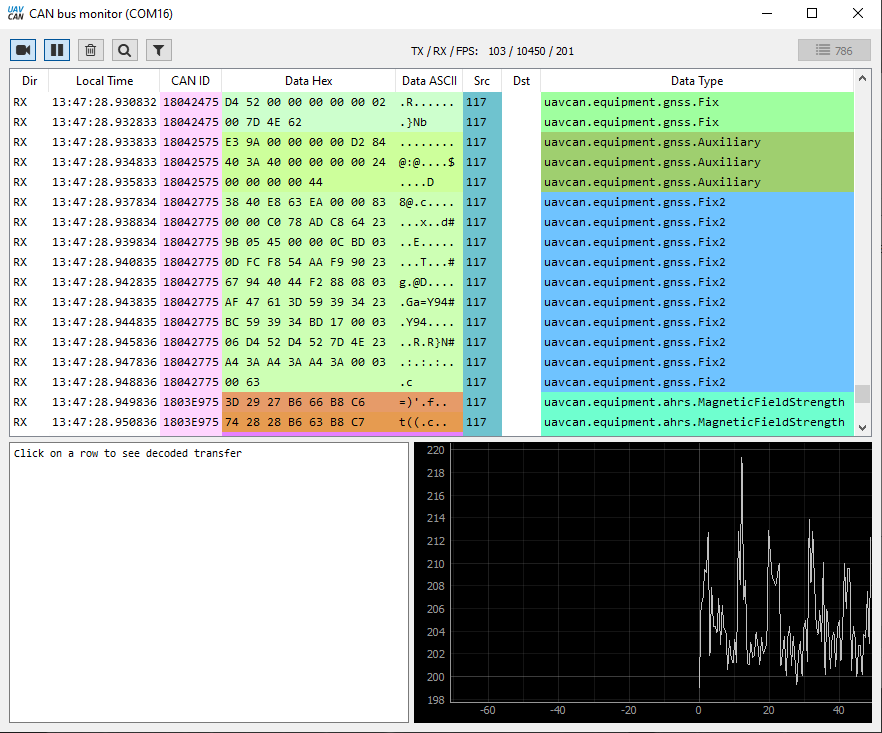 UAV
CAN
CAN bus monitor (COM16)
TX / RX / FPS: 103 / 10450 / 201
786
Dir Local Time CAN ID Data Hex Data ASCII Src Dst Data Type
RX 13:47:28.930832 18042475 D4 52 00 00 00 00 00 02 .R...... 117 uavcan.equipment.gnss.Fix
RX 13:47:28.932833 18042475 00 7D 4E 62 .}Nb 117 uavcan.equipment.gnss.Fix
RX 13:47:28.933833 18042575 E3 9A 00 00 00 00 D2 84 ........ 117 uavcan.equipment.gnss.Auxiliary
RX 13:47:28.934833 18042575 40 3A 40 00 00 00 00 24 @:@....$ 117 uavcan.equipment.gnss.Auxiliary
RX 13:47:28.935833 18042575 00 00 00 00 44 ....D 117 uavcan.equipment.gnss.Auxiliary
RX 13:47:28.937834 18042775 38 40 E8 63 EA 00 00 83 8@.c.... 117 uavcan.equipment.gnss.Fix2
RX 13:47:28.938834 18042775 00 00 C0 78 AD C8 64 23 ...x..d# 117 uavcan.equipment.gnss.Fix2
RX 13:47:28.939834 18042775 9B 05 45 00 00 0C BD 03 ..E..... 117 uavcan.equipment.gnss.Fix2
RX 13:47:28.940835 18042775 0D FC F8 54 AA F9 90 23 ...T...# 117 uavcan.equipment.gnss.Fix2
RX 13:47:28.942835 18042775 67 94 40 44 F2 88 08 03 g.@D.... 117 uavcan.equipment.gnss.Fix2
RX 13:47:28.943835 18042775 AF 47 61 3D 59 39 34 23 .Ga=Y94# 117 uavcan.equipment.gnss.Fix2
RX 13:47:28.944835 18042775 BC 59 39 34 BD 17 00 03 .Y94.... 117 uavcan.equipment.gnss.Fix2
RX 13:47:28.945836 18042775 06 D4 52 D4 52 7D 4E 23 ..R.R}N# 117 uavcan.equipment.gnss.Fix2
RX 13:47:28.947836 18042775 A4 3A A4 3A A4 3A 00 03 .:.:.:.. 117 uavcan.equipment.gnss.Fix2
RX 13:47:28.948836 18042775 00 63 .c 117 uavcan.equipment.gnss.Fix2
RX 13:47:28.949836 1803E975 3D 29 27 B6 66 B8 C6 =)'.f.. 117 uavcan.equipment.ahrs.MagneticFieldStrength
RX 13:47:28.950836 1803E975 74 28 28 B6 63 B8 C7 t((.c.. 117 uavcan.equipment.ahrs.MagneticFieldStrength
Click on a row to see decoded transfer
220
218
216
214
212
210
208
206
204
202
200
198
-60 -40 -20 0 20 40